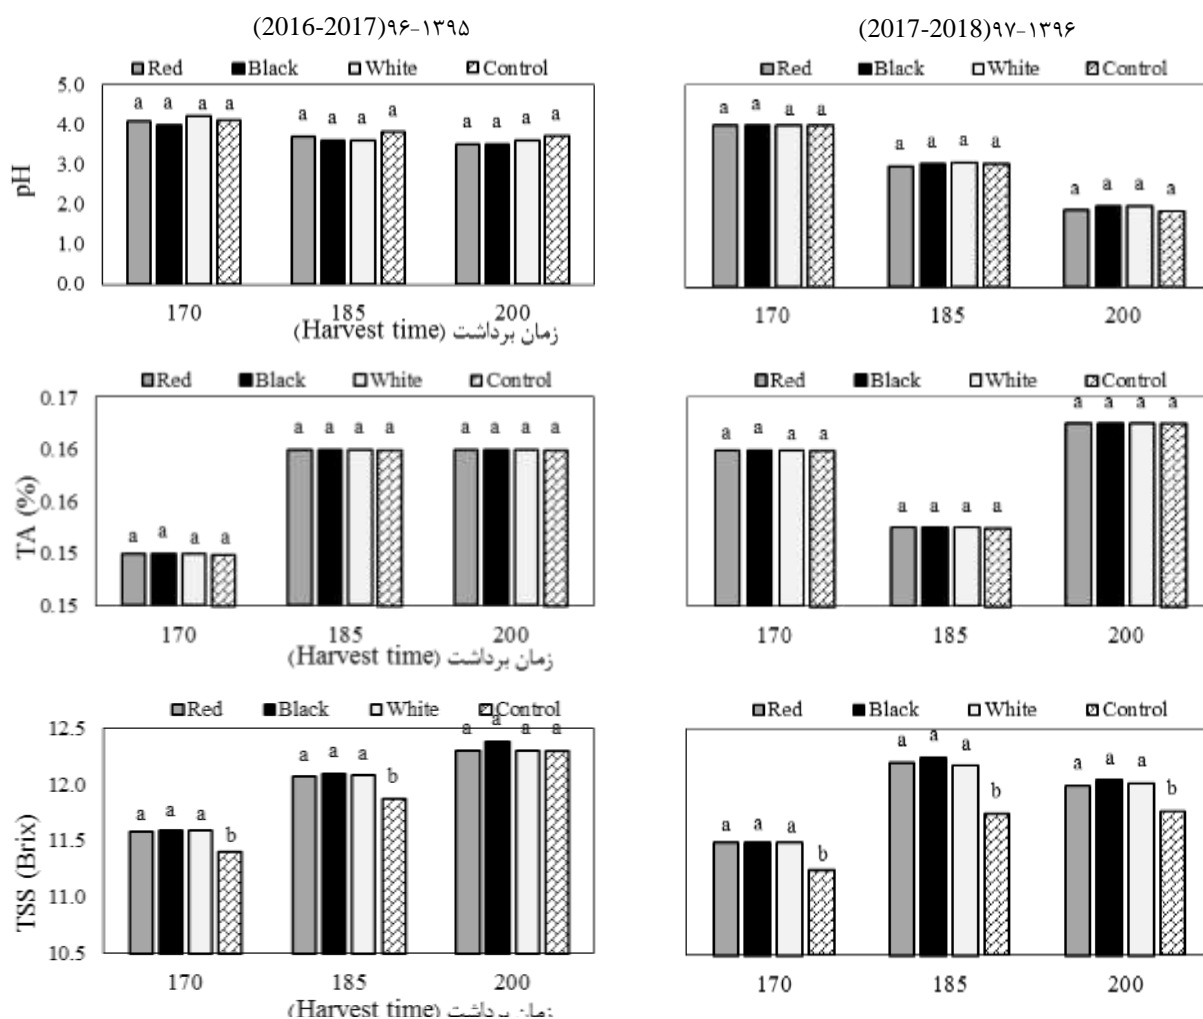 (2016-2017)۹۶-۱۳۹۵
(2017-2018)۹۷-۱۳۹۶
Red Black White Control
5.0
4.0
3.0
2.0
1.0
0.0
pH
a a a a
a a a a
a a a a
170 185 200
زمان برداشت (Harvest time)
Red Black White Control
a a a a
a a a a
a a a a
170 185 200
Red Black White Control
0.17
0.16
0.16
0.15
0.15
TA (%)
a a a a
a a a a
a a a a
170 185 200
زمان برداشت (Harvest time)
Red Black White Control
a a a a
a a a a
a a a a
170 185 200
Red Black White Control
12.5
12.0
11.5
11.0
10.5
TSS (Brix)
a a a b
a a a b
a a a a
170 185 200
زمان برداشت (Harvest time)
Red Black White Control
a a a b
a a a b
a a a b
170 185 200